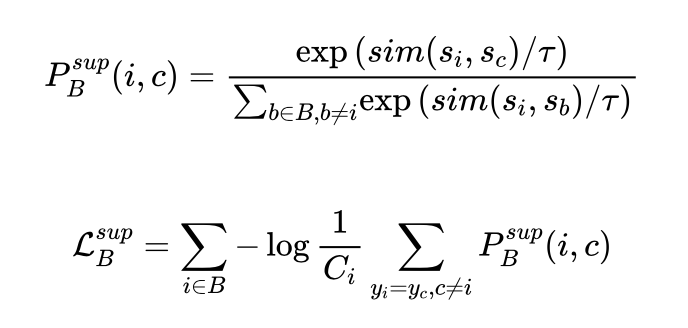 P_B^{sup}(i, c) = \frac{\exp(sim(s_i, s_c)/\tau)}{\sum_{b \in B, b \neq i} \exp(sim(s_i, s_b)/\tau)}
\mathcal{L}_B^{sup} = \sum_{i \in B} -\log \frac{1}{C_i} \sum_{y_i = y_c, c \neq i} P_B^{sup}(i, c)